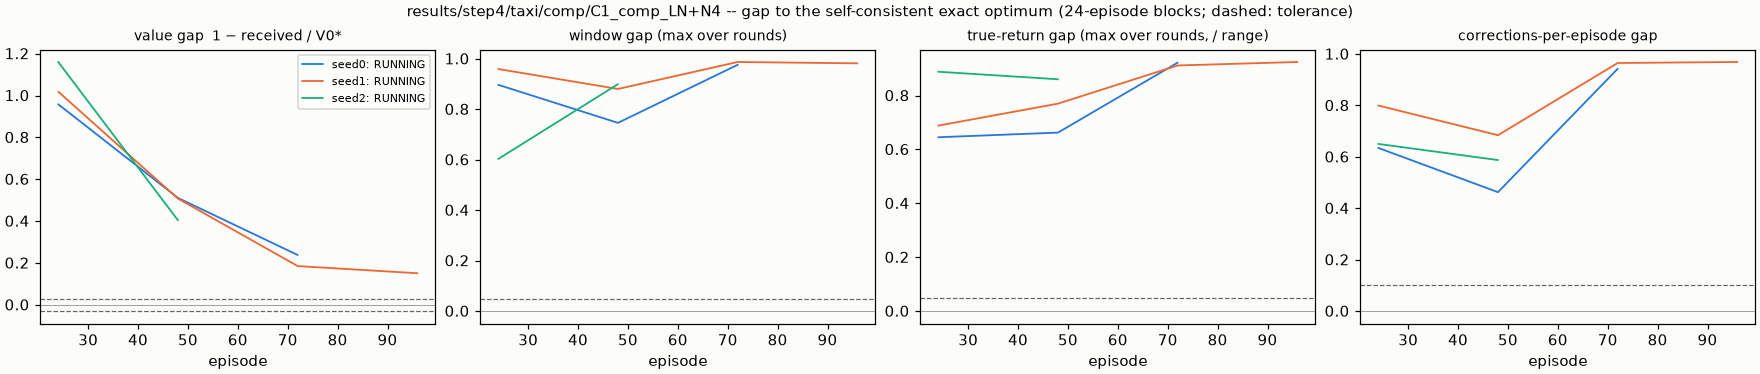 results/step4/taxi/comp/C1_comp_LN+N4 -- gap to the self-consistent exact optimum (24-episode blocks; dashed: tolerance)
value gap 1 − received / V0*
1.2
1.0
0.8
0.6
0.4
0.2
0.0
30 40 50 60 70 80 90
episode
seed0: RUNNING
seed1: RUNNING
seed2: RUNNING
window gap (max over rounds)
1.0
0.8
0.6
0.4
0.2
0.0
30 40 50 60 70 80 90
episode
true-return gap (max over rounds, / range)
0.8
0.6
0.4
0.2
0.0
30 40 50 60 70 80 90
episode
corrections-per-episode gap
1.0
0.8
0.6
0.4
0.2
0.0
30 40 50 60 70 80 90
episode